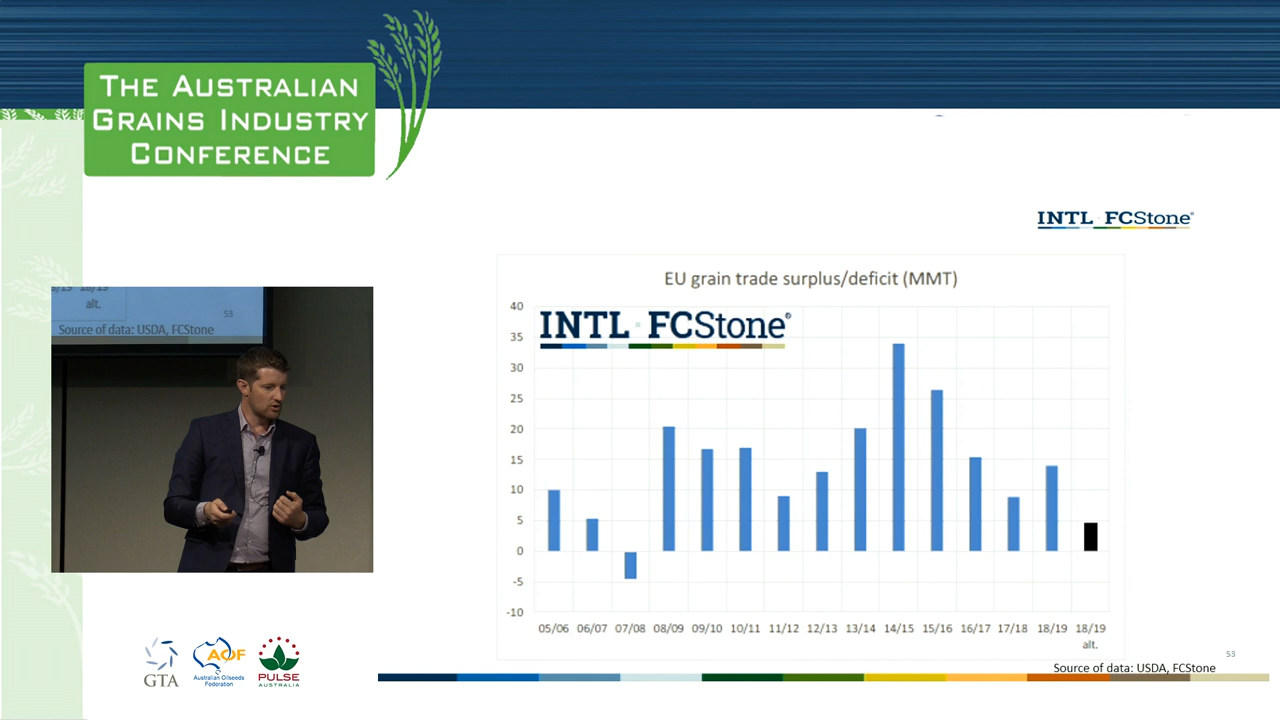 THE AUSTRALIAN
GRAINS INDUSTRY
CONFERENCE
INTL FCStone®
EU grain trade surplus/deficit (MMT)
INTL FCStone®
40
35
30
25
20
15
10
5
0
-5
-10
05/06 06/07 07/08 08/09 09/10 10/11 11/12 12/13 13/14 14/15 15/16 16/17 17/18 18/19 18/19
alt.
53
Source of data: USDA, FCStone
alt.
53
Source of data: USDA, FCStone
GTA
AOF
Australian Oilseeds
Federation
PULSE
AUSTRALIA